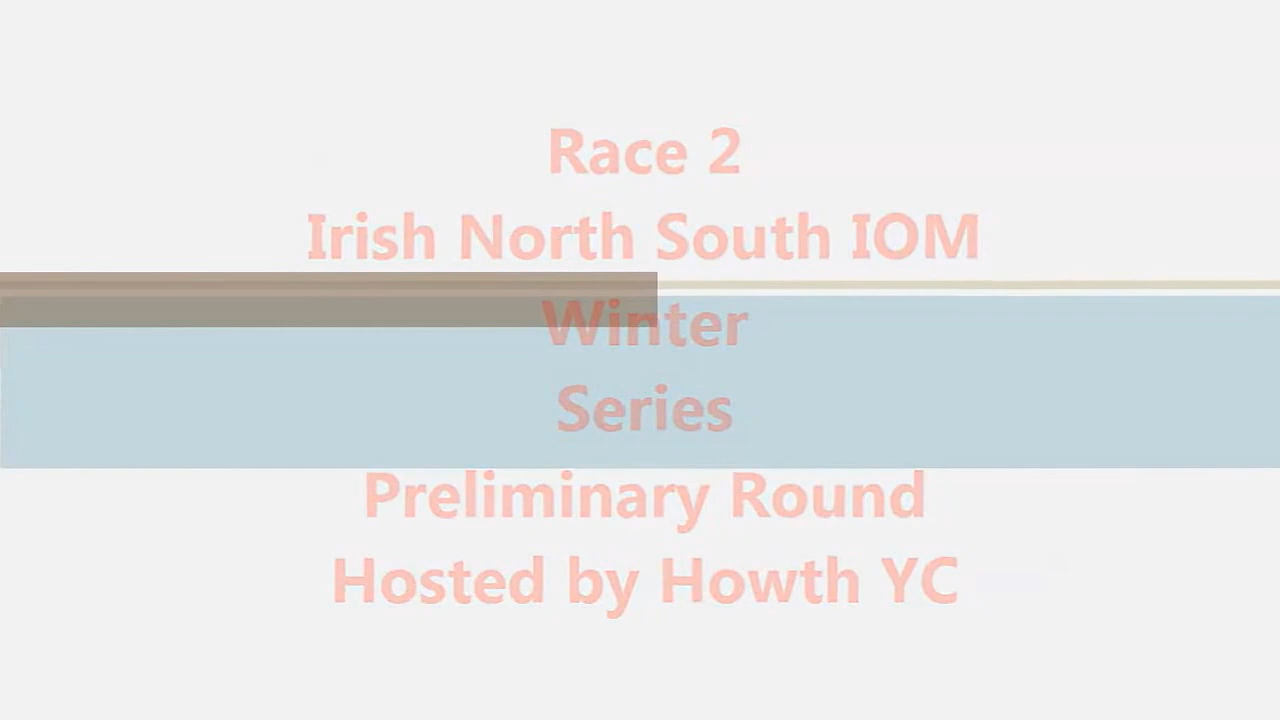 Race 2
Irish North South IOM
Winter
Series
Preliminary Round
Hosted by Howth YC